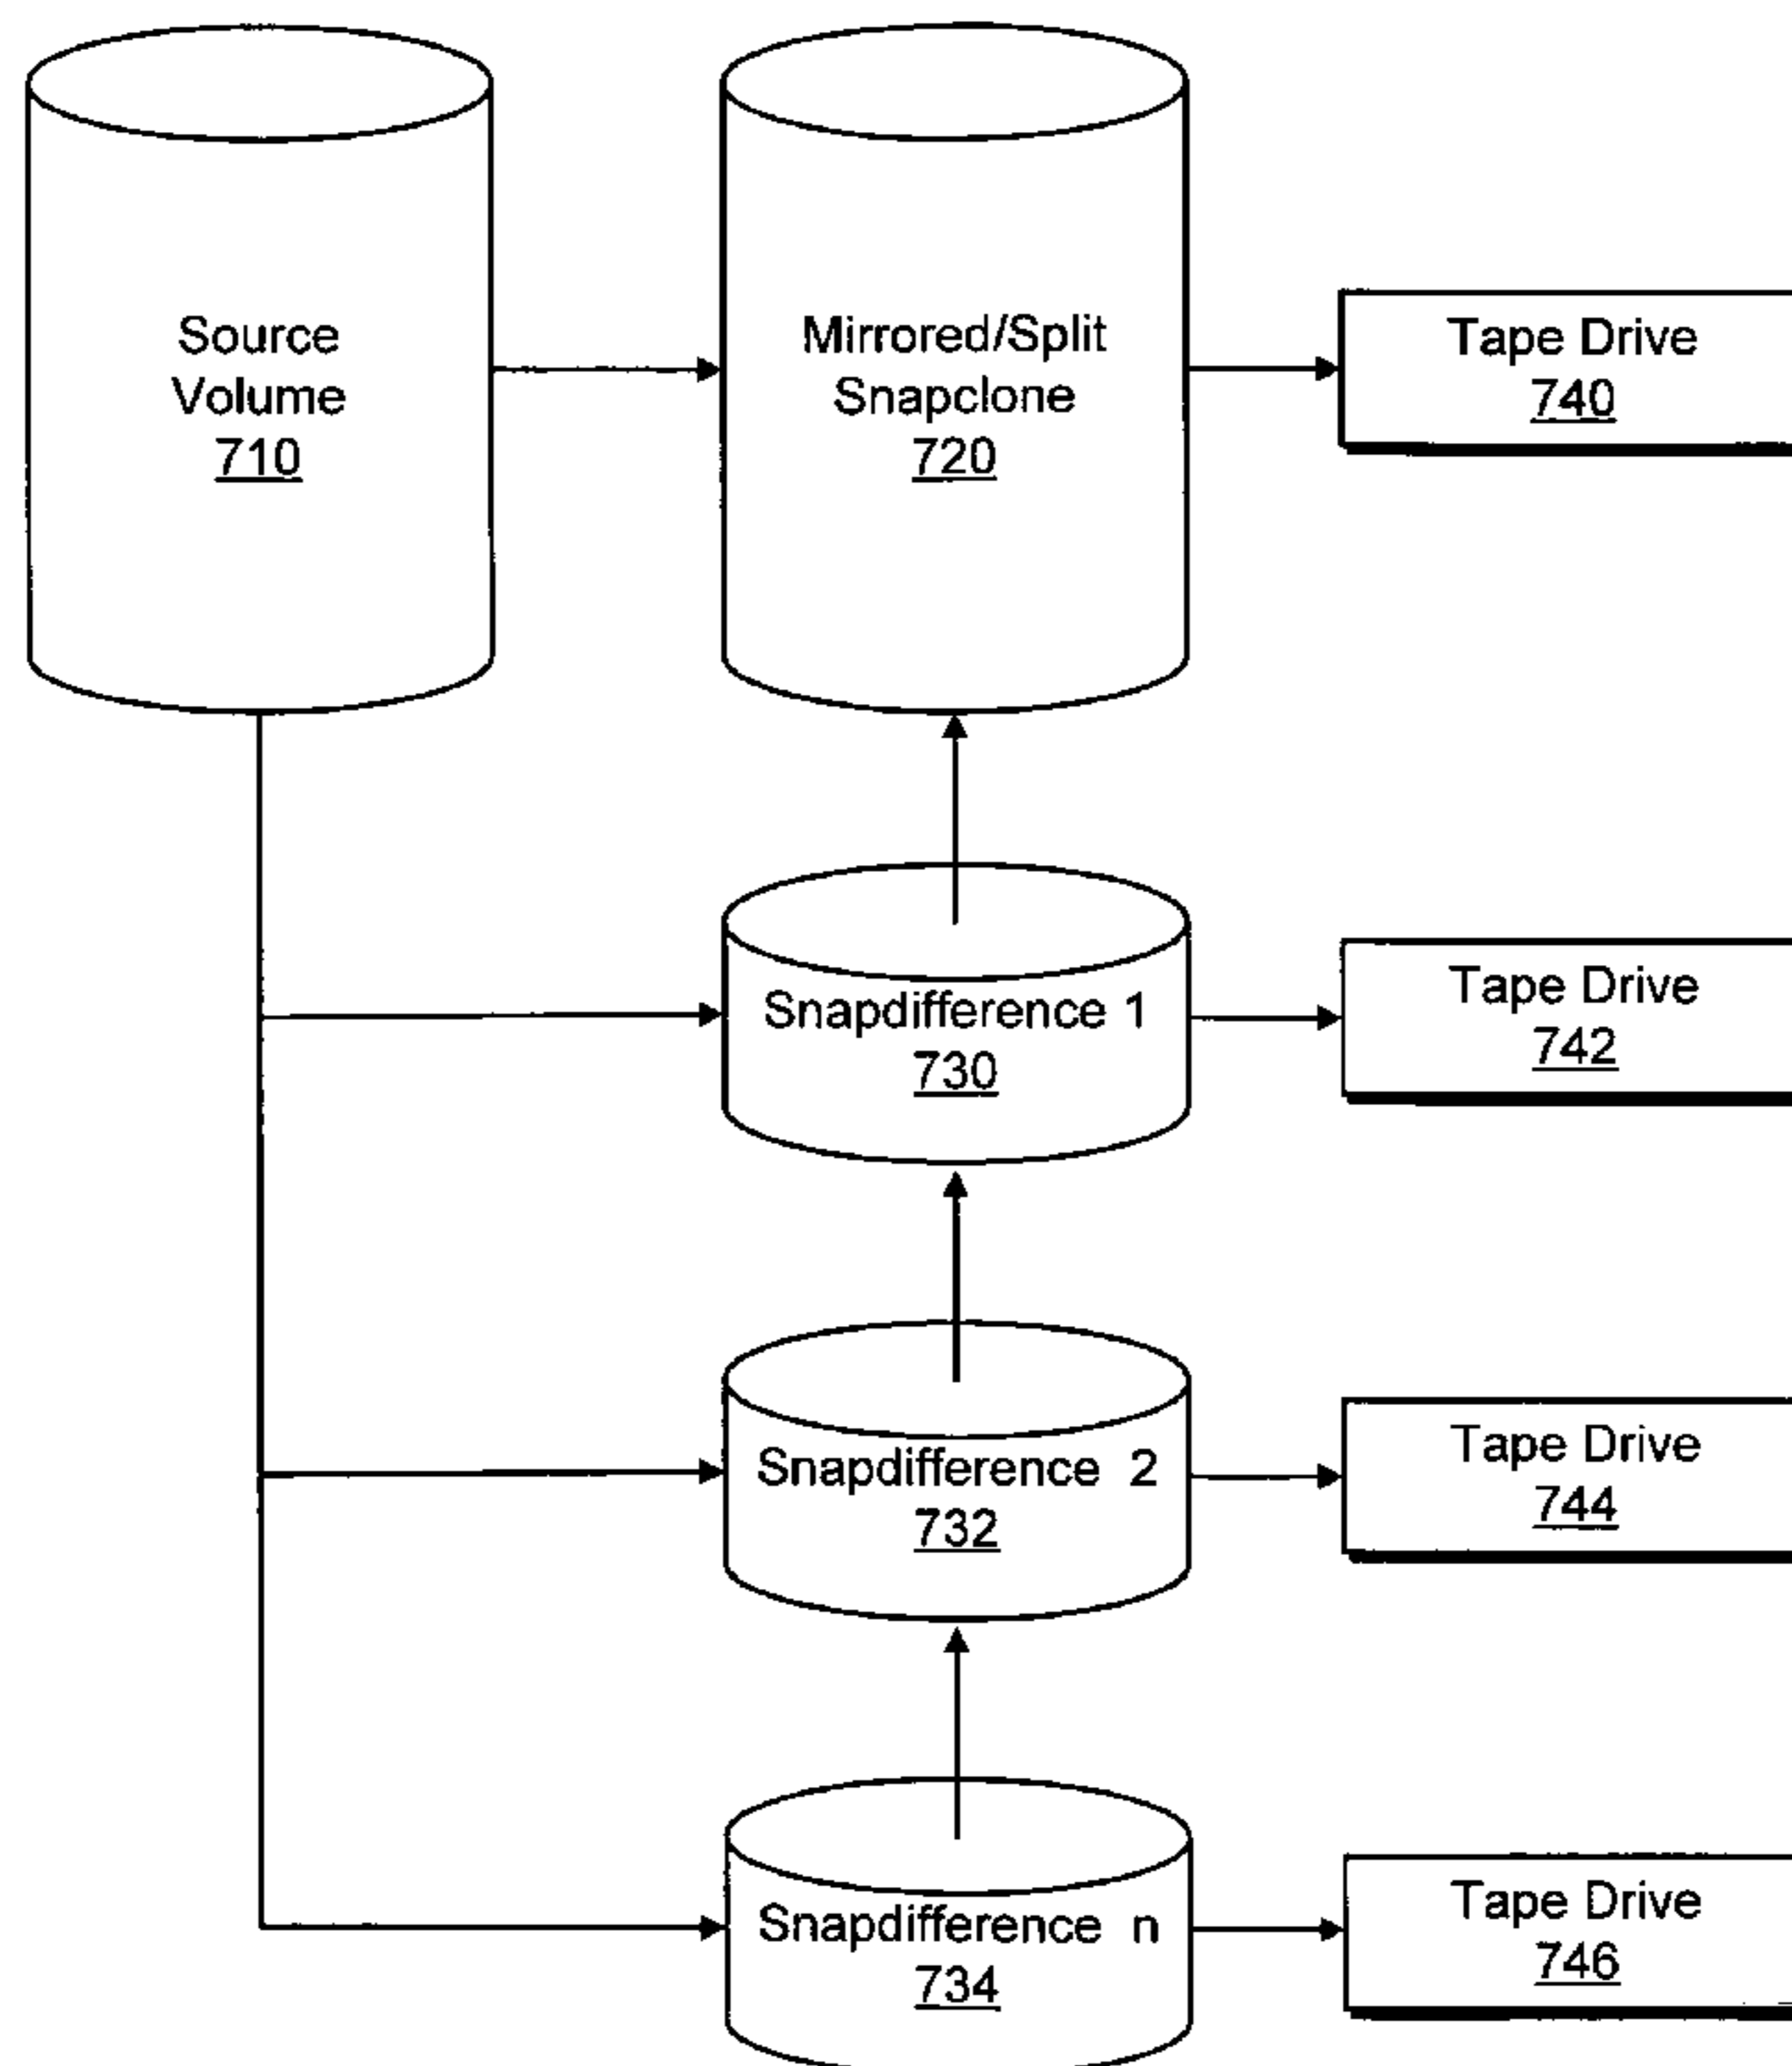 Source
Volume
710
Mirrored/Split
Snapclone
720
Tape Drive
740
Snapdifference 1
730
Tape Drive
742
Snapdifference 2
732
Tape Drive
744
Snapdifference n
734
Tape Drive
746